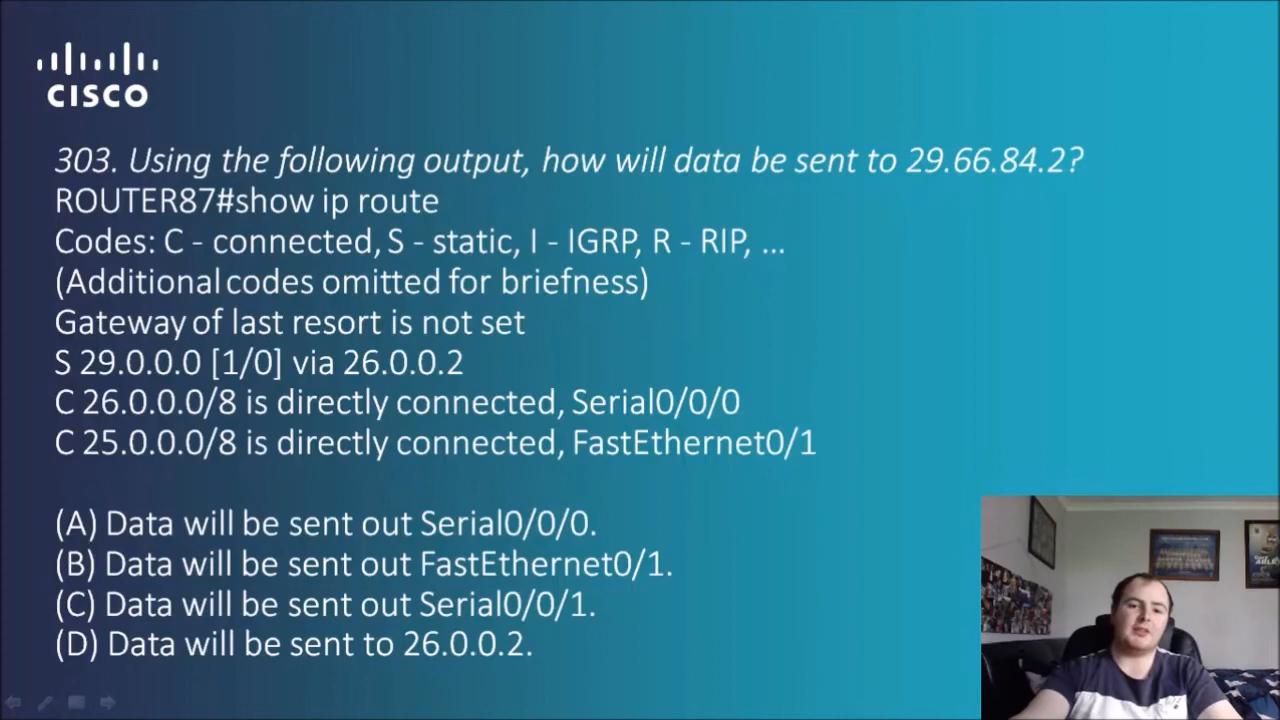 CISCO
303. Using the following output, how will data be sent to 29.66.84.2?
ROUTER87#show ip route
Codes: C - connected, S - static, I - IGRP, R - RIP, ...
(Additional codes omitted for briefness)
Gateway of last resort is not set
S 29.0.0.0 [1/0] via 26.0.0.2
C 26.0.0.0/8 is directly connected, Serial0/0/0
C 25.0.0.0/8 is directly connected, FastEthernet0/1
(A) Data will be sent out Serial0/0/0.
(B) Data will be sent out FastEthernet0/1.
(C) Data will be sent out Serial0/0/1.
(D) Data will be sent to 26.0.0.2.